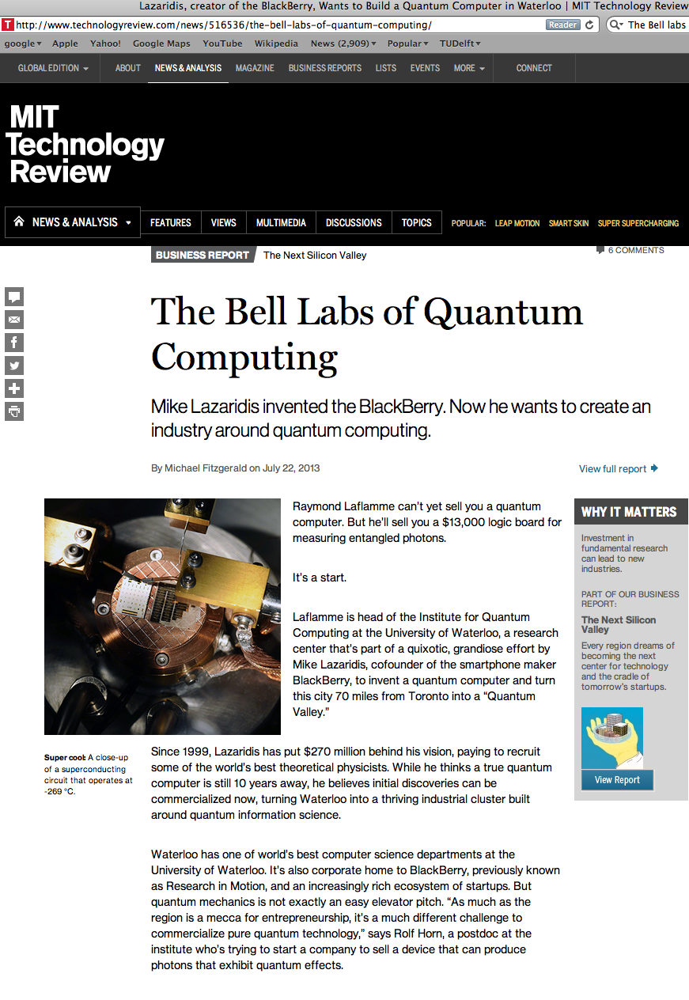 Lazaridis, creator of the BlackBerry, Wants to Build a Quantum Computer in Waterloo | MIT Technology Review
T http://www.technologyreview.com/news/516536/the-bell-labs-of-quantum-computing/ Reader The Bell labs
google Apple Yahoo! Google Maps YouTube Wikipedia News (2,909) Popular TUDelft
GLOBAL EDITION ABOUT NEWS & ANALYSIS MAGAZINE BUSINESS REPORTS LISTS EVENTS MORE CONNECT
MIT
Technology
Review
NEWS & ANALYSIS FEATURES VIEWS MULTIMEDIA DISCUSSIONS TOPICS POPULAR: LEAP MOTION SMART SKIN SUPER SUPERCHARGING
BUSINESS REPORT The Next Silicon Valley 6 COMMENTS
The Bell Labs of Quantum
Computing
Mike Lazaridis invented the BlackBerry. Now he wants to create an
industry around quantum computing.
By Michael Fitzgerald on July 22, 2013 View full report
Raymond Laflamme can't yet sell you a quantum
computer. But he'll sell you a $13,000 logic board for
measuring entangled photons.
It's a start.
Laflamme is head of the Institute for Quantum
Computing at the University of Waterloo, a research
center that's part of a quixotic, grandiose effort by
Mike Lazaridis, cofounder of the smartphone maker
BlackBerry, to invent a quantum computer and turn
this city 70 miles from Toronto into a “Quantum
Valley.”
Super cool: A close-up
of a superconducting
circuit that operates at
-269 °C.
Since 1999, Lazaridis has put $270 million behind his vision, paying to recruit
some of the world's best theoretical physicists. While he thinks a true quantum
computer is still 10 years away, he believes initial discoveries can be
commercialized now, turning Waterloo into a thriving industrial cluster built
around quantum information science.
Waterloo has one of world's best computer science departments at the
University of Waterloo. It's also corporate home to BlackBerry, previously known
as Research in Motion, and an increasingly rich ecosystem of startups. But
quantum mechanics is not exactly an easy elevator pitch. “As much as the
region is a mecca for entrepreneurship, it's a much different challenge to
commercialize pure quantum technology,” says Rolf Horn, a postdoc at the
institute who's trying to start a company to sell a device that can produce
photons that exhibit quantum effects.
WHY IT MATTERS
Investment in
fundamental research
can lead to new
industries.
PART OF OUR BUSINESS
REPORT:
The Next Silicon
Valley
Every region dreams of
becoming the next
center for technology
and the cradle of
tomorrow's startups.
View Report